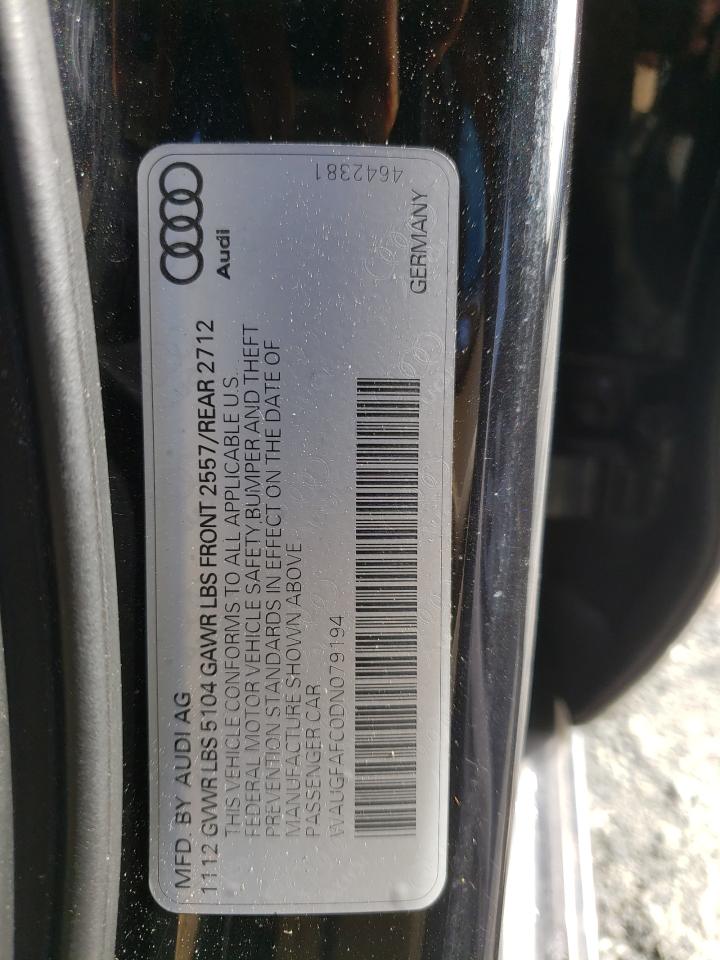 Audi
MFD. BY AUDI AG
1112 GVWR LBS 5104 GAWR LBS FRONT 2557/REAR 2712
THIS VEHICLE CONFORMS TO ALL APPLICABLE U.S.
FEDERAL MOTOR VEHICLE SAFETY,BUMPER AND THEFT
PREVENTION STANDARDS IN EFFECT ON THE DATE OF
MANUFACTURE SHOWN ABOVE
PASSENGER CAR
WAUGFAFC0DN079194
GERMANY
4642381